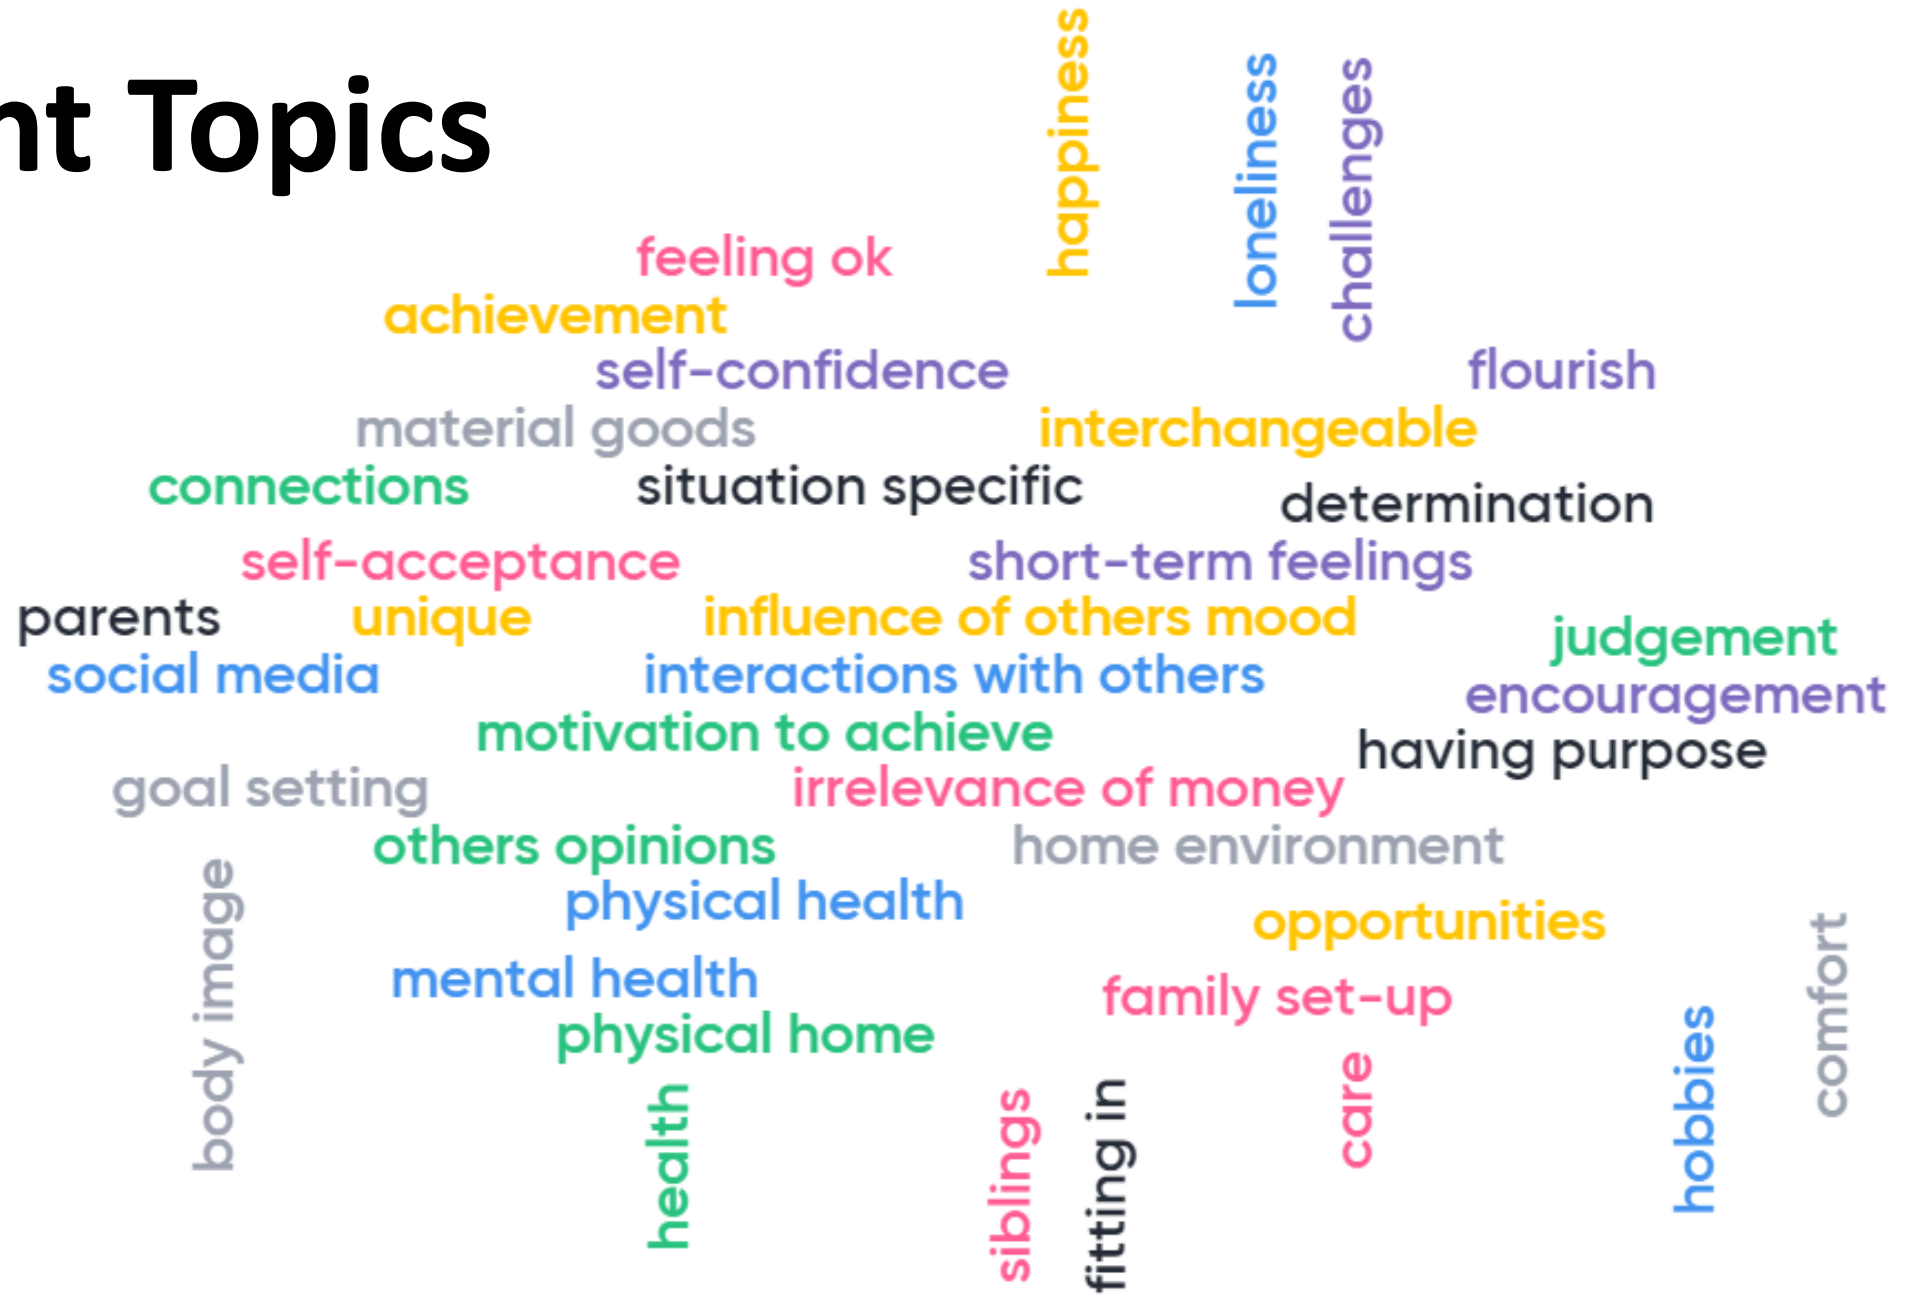 nt Topics
happiness
loneliness
challenges
feeling ok
achievement
self-confidence
flourish
material goods
interchangeable
connections
situation specific
determination
self-acceptance
short-term feelings
parents
unique
influence of others mood
judgement
social media
interactions with others
encouragement
motivation to achieve
having purpose
goal setting
irrelevance of money
others opinions
home environment
body image
physical health
opportunities
comfort
mental health
family set-up
physical home
hobbies
care
health
siblings
fitting in